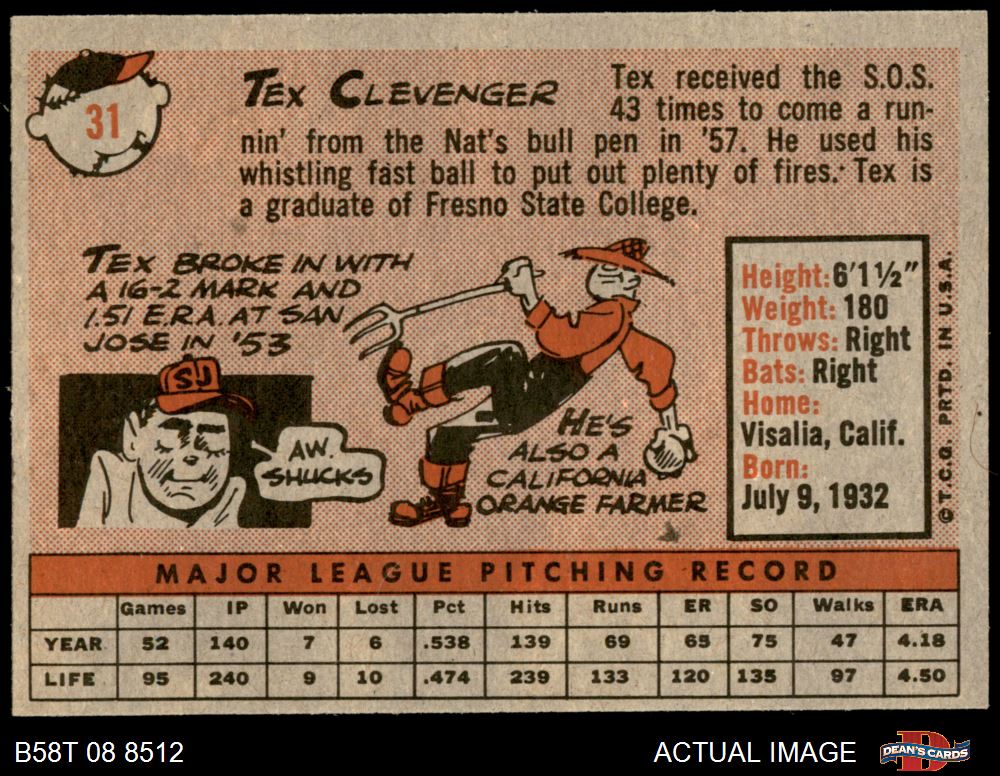 31
TEX CLEVENGER
Tex received the S.O.S.
43 times to come a run-
nin' from the Nat's bull pen in '57. He used his
whistling fast ball to put out plenty of fires. Tex is
a graduate of Fresno State College.
TEX BROKE IN WITH
A 16-2 MARK AND
1.51 E.R.A. AT SAN
JOSE IN '53
SJ
AW.
SHUCKS
HE'S
ALSO A
CALIFORNIA
ORANGE FARMER
Height: 6'1½"
Weight: 180
Throws: Right
Bats: Right
Home:
Visalia, Calif.
Born:
July 9, 1932
© T.C.G. PRTD. IN U.S.A.
MAJOR LEAGUE PITCHING RECORD
Games IP Won Lost Pct Hits Runs ER SO Walks ERA
YEAR 52 140 7 6 .538 139 69 65 75 47 4.18
LIFE 95 240 9 10 .474 239 133 120 135 97 4.50
B58T 08 8512
ACTUAL IMAGE
DEAN'S CARDS